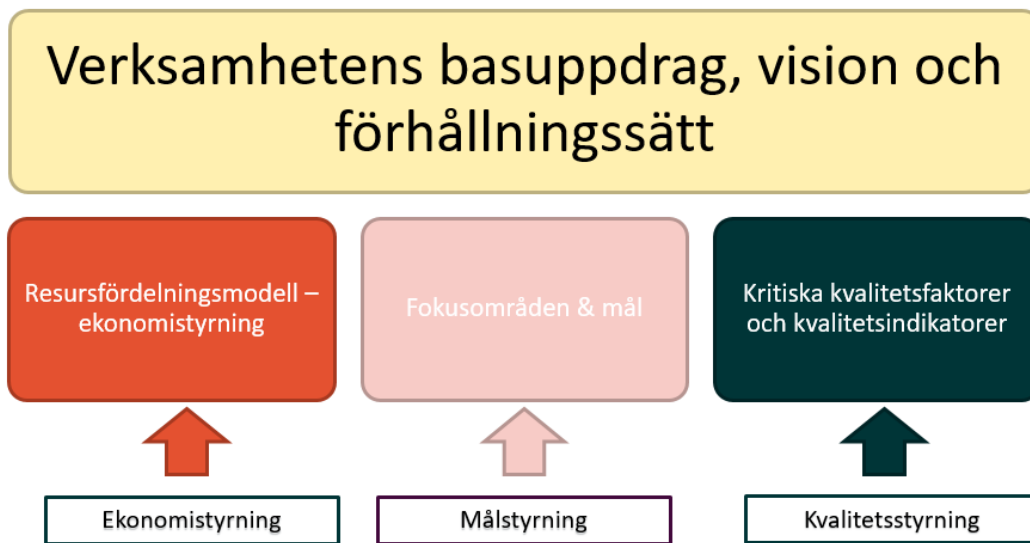 Verksamhetens basuppdrag, vision och
förhållningssätt
Resursfördelningsmodell –
ekonomistyrning
Fokusområden & mål
Kritiska kvalitetsfaktorer
och kvalitetsindikatorer
Ekonomistyrning
Målstyrning
Kvalitetsstyrning